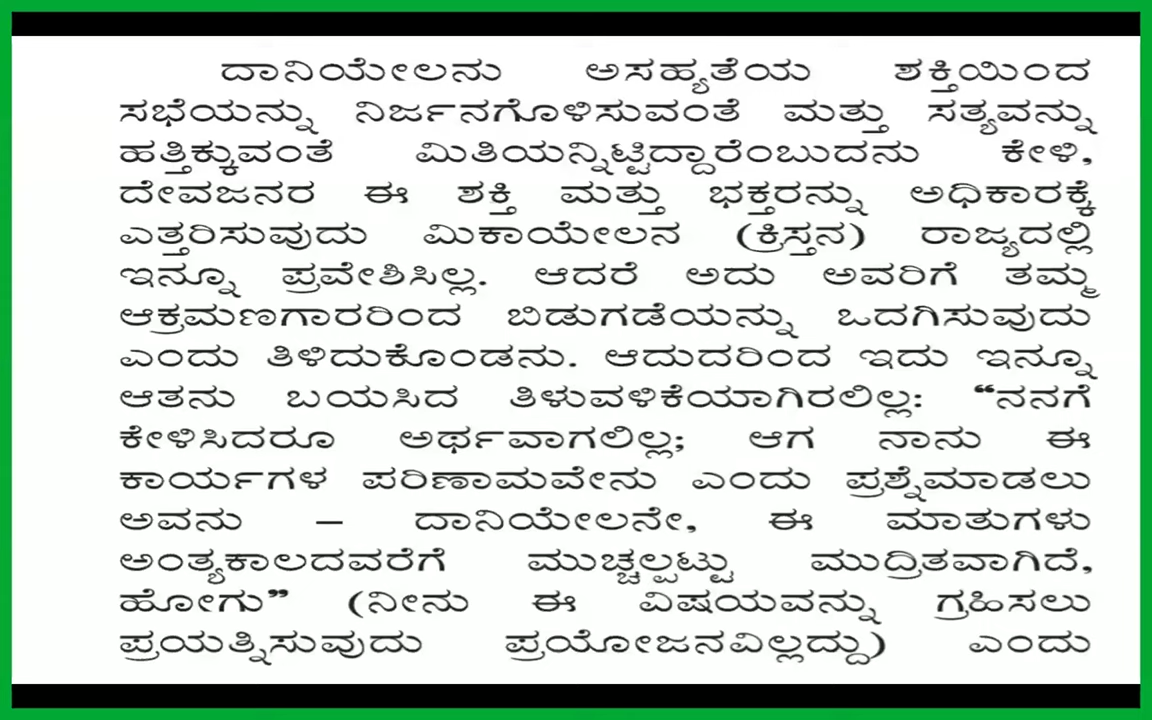 ದಾನಿಯೇಲನು ಅಸಹ್ಯತೆಯ ಶಕ್ತಿಯಿಂದ
ಸಭೆಯನ್ನು ನಿರ್ಜನಗೊಳಿಸುವಂತೆ ಮತ್ತು ಸತ್ಯವನ್ನು
ಹತ್ತಿಕ್ಕುವಂತೆ ಮಿತಿಯನ್ನಿಟ್ಟಿದ್ದಾರೆಂಬುದನು ಕೇಳಿ,
ದೇವಜನರ ಈ ಶಕ್ತಿ ಮತ್ತು ಭಕ್ತರನ್ನು ಅಧಿಕಾರಕ್ಕೆ
ಎತ್ತರಿಸುವುದು ಮಿಕಾಯೇಲನ (ಕ್ರಿಸ್ತನ) ರಾಜ್ಯದಲ್ಲಿ
ಇನ್ನೂ ಪ್ರವೇಶಿಸಿಲ್ಲ. ಆದರೆ ಅದು ಅವರಿಗೆ ತಮ್ಮ
ಆಕ್ರಮಣಗಾರರಿಂದ ಬಿಡುಗಡೆಯನ್ನು ಒದಗಿಸುವುದು
ಎಂದು ತಿಳಿದುಕೊಂಡನು. ಆದುದರಿಂದ ಇದು ಇನ್ನೂ
ಆತನು ಬಯಸಿದ ತಿಳುವಳಿಕೆಯಾಗಿರಲಿಲ್ಲ: “ನನಗೆ
ಕೇಳಿಸಿದರೂ ಅರ್ಥವಾಗಲಿಲ್ಲ; ಆಗ ನಾನು ಈ
ಕಾರ್ಯಗಳ ಪರಿಣಾಮವೇನು ಎಂದು ಪ್ರಶ್ನೆಮಾಡಲು
ಅವನು – ದಾನಿಯೇಲನೇ, ಈ ಮಾತುಗಳು
ಅಂತ್ಯಕಾಲದವರೆಗೆ ಮುಚ್ಚಲ್ಪಟ್ಟು ಮುದ್ರಿತವಾಗಿದೆ,
ಹೋಗು” (ನೀನು ಈ ವಿಷಯವನ್ನು ಗ್ರಹಿಸಲು
ಪ್ರಯತ್ನಿಸುವುದು ಪ್ರಯೋಜನವಿಲ್ಲದ್ದು) ಎಂದು